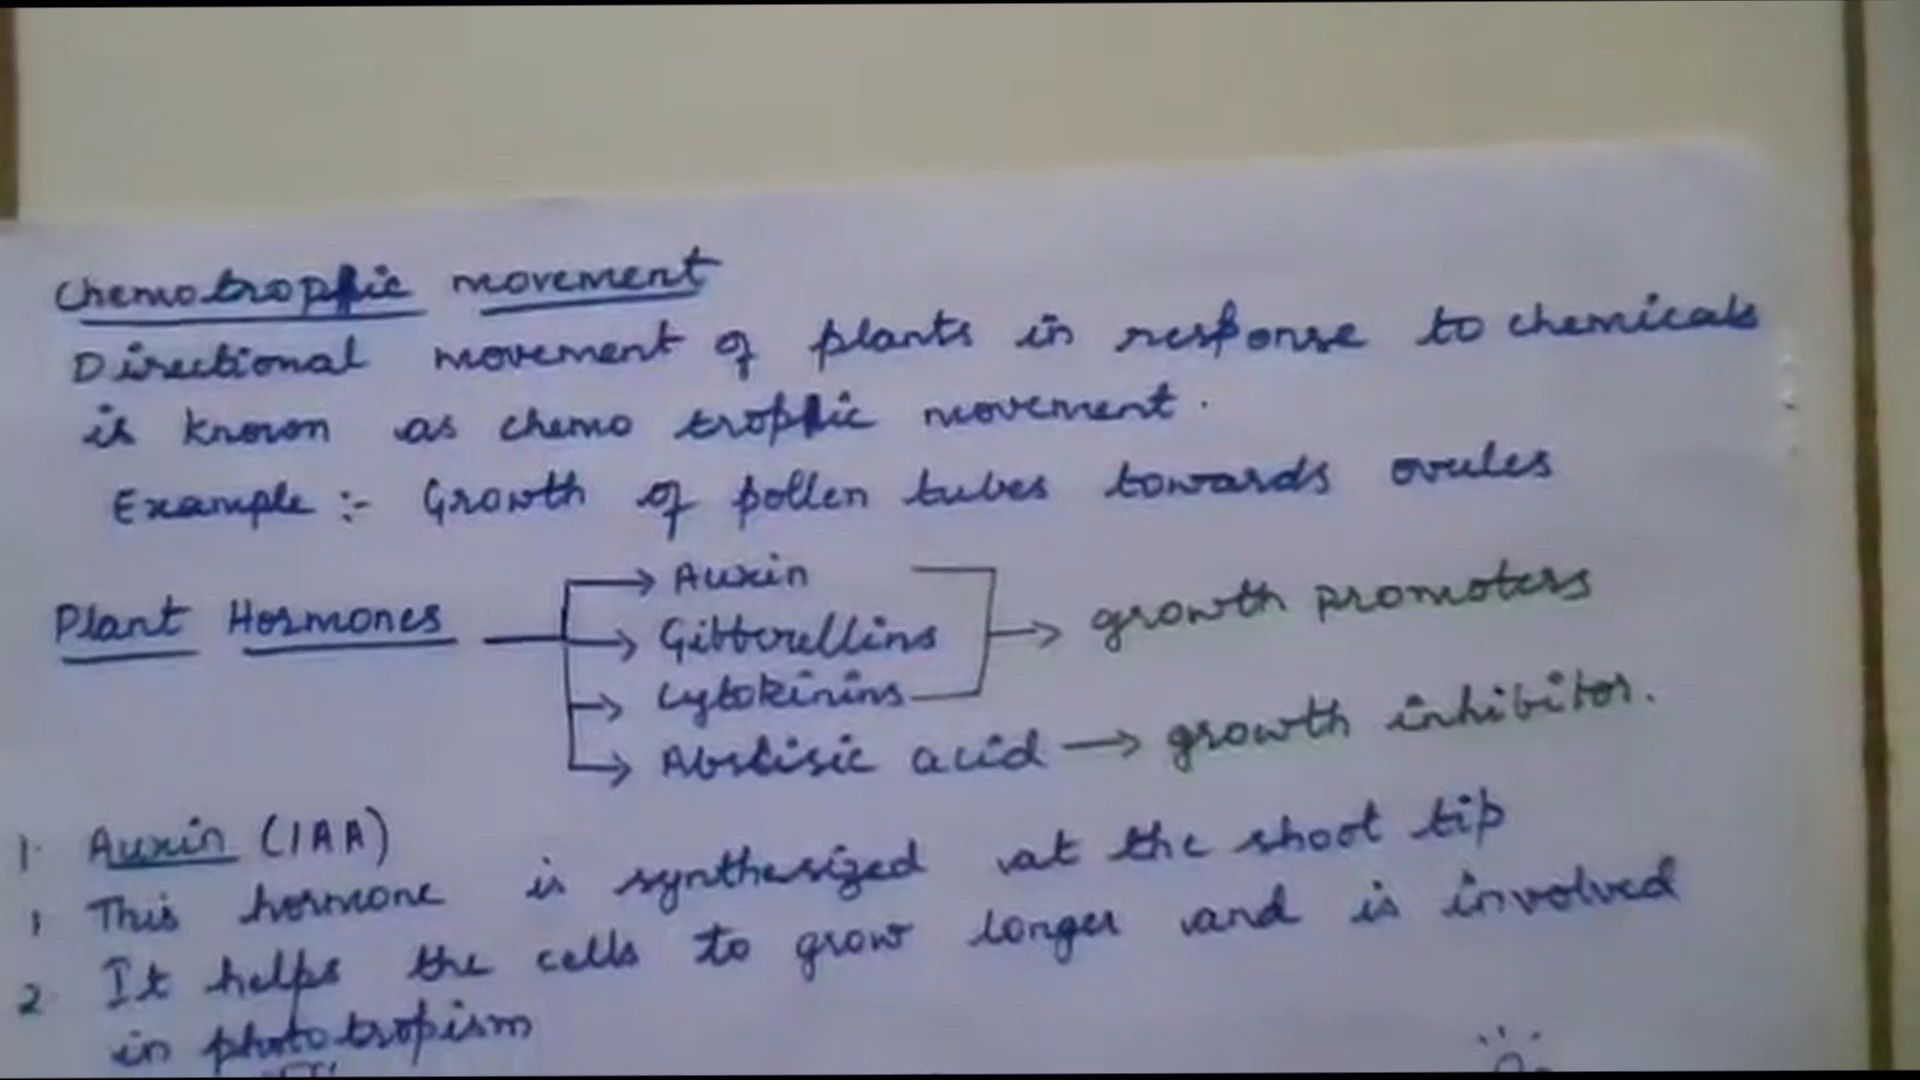 Chemotrophic movement
Directional movement of plants in response to chemicals
is known as chemo trophic movement.
Example :- Growth of pollen tubes towards ovules
Plant Hormones → Auxin
→ Gibberellins → growth promoters
→ Cytokinins
→ Abscisic acid → growth inhibitor.
1. Auxin (IAA)
1 This hormone is synthesized at the shoot tip
2 It helps the cells to grow longer and is involved
in phototropism